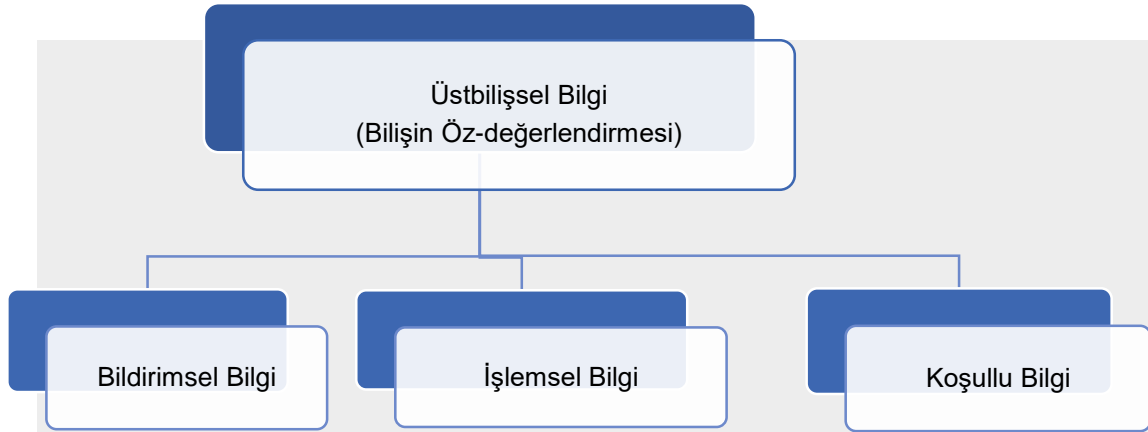 Üstbilişsel Bilgi
(Bilişin Öz-değerlendirmesi)
Bildirimsel Bilgi
İşlemsel Bilgi
Koşullu Bilgi